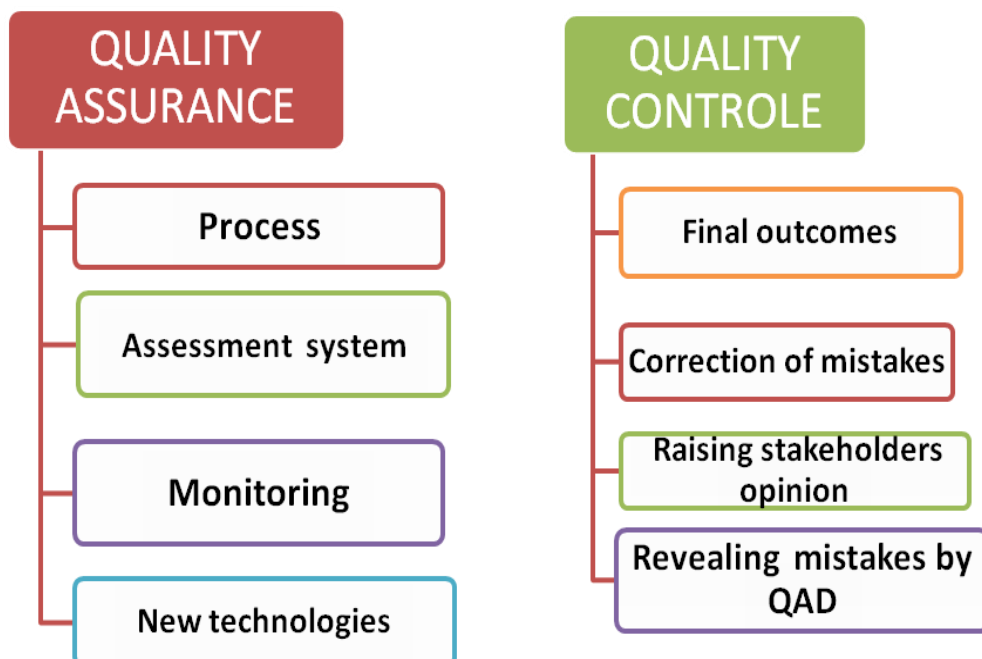 QUALITY
ASSURANCE
Process
Assessment system
Monitoring
New technologies
QUALITY
CONTROLE
Final outcomes
Correction of mistakes
Raising stakeholders
opinion
Revealing mistakes by
QAD